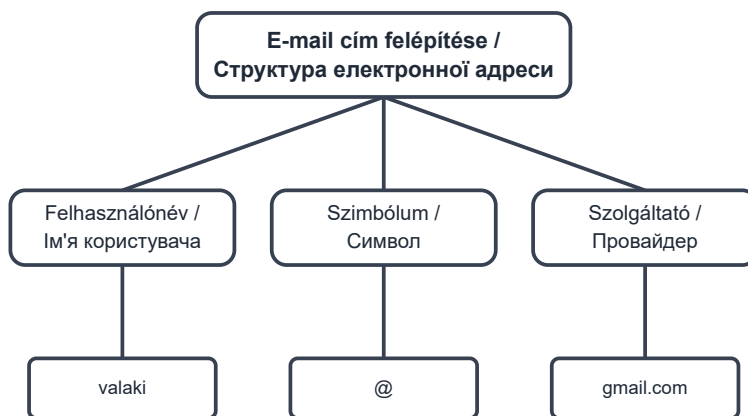 E-mail cím felépítése /
Структура електронної адреси
Felhasználónév /
Ім'я користувача
Szimbólum /
Символ
Szolgáltató /
Провайдер
valaki
@
gmail.com